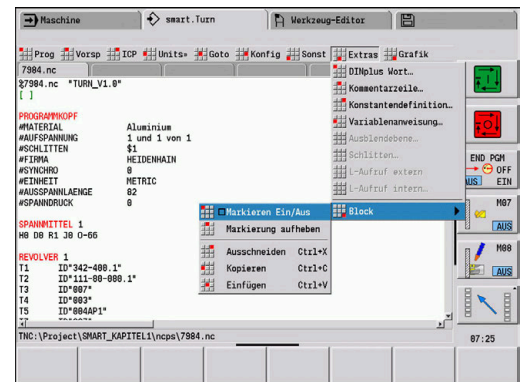 Maschine smart.Turn Werkzeug-Editor
Prog Vorsp ICP Units» Goto Konfig Sonst Extras Grafik
7984.nc
%7984.nc "TURN_V1.0"
[ ]
PROGRAMMKOPF
#MATERIAL Aluminium
#AUFSPANNUNG 1 und 1 von 1
#SCHLITTEN $1
#FIRMA HEIDENHAIN
#SYNCHRO 0
#EINHEIT METRIC
#AUSSPANNLAENGE 82
#SPANNDRUCK 0
SPANNMITTEL 1
H0 D0 R1 J0 O-66
REVOLVER 1
T1 ID"342-400.1"
T2 ID"111-80-080.1"
T3 ID"007"
T4 ID"003"
T5 ID"804AP1"
DINplus Wort…
Kommentarzeile…
Konstantendefinition…
Variablenanweisung…
Ausblendebene…
Schlitten…
L-Aufruf extern
L-Aufruf intern…
Block
Markieren Ein/Aus
Markierung aufheben
Ausschneiden Ctrl+X
Kopieren Ctrl+C
Einfügen Ctrl+V
TNC:\Project\SMART_KAPITEL1\ncps\7984.nc
END PGM
OFF
AUS EIN
M07
AUS
M08
AUS
07:25